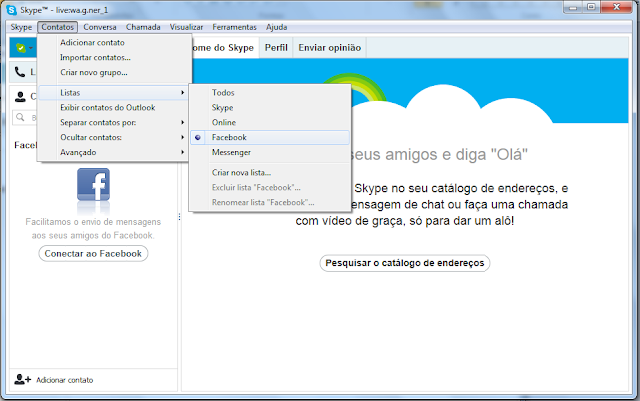 Skype™ - live:wa.g.ner_1
Skype Contatos Conversa Chamada Visualizar Ferramentas Ajuda
Adicionar contato
Importar contatos...
Criar novo grupo...
Listas
Exibir contatos do Outlook
Separar contatos por:
Ocultar contatos:
Avançado
Todos
Skype
Online
Facebook
Messenger
Criar nova lista...
Excluir lista "Facebook"...
Renomear lista "Facebook"...
ome do Skype Perfil Enviar opinião
Facilitamos o envio de mensagens
aos seus amigos do Facebook.
Conectar ao Facebook
Adicionar contato
seus amigos e diga "Olá"
Skype no seu catálogo de endereços, e
mensagem de chat ou faça uma chamada
com vídeo de graça, só para dar um alô!
Pesquisar o catálogo de endereços